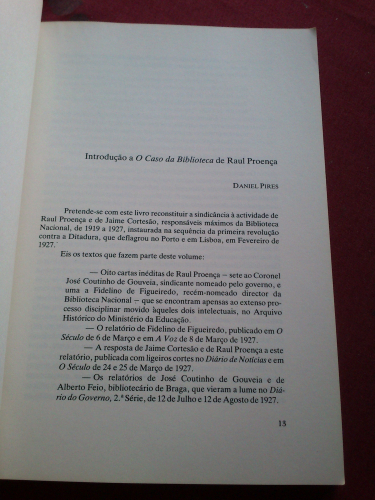 Introdução a O Caso da Biblioteca de Raul Proença
DANIEL PIRES
Pretende-se com este livro reconstituir a sindicância à actividade de
Raul Proença e de Jaime Cortesão, responsáveis máximos da Biblioteca
Nacional, de 1919 a 1927, instaurada na sequência da primeira revolução
contra a Ditadura, que deflagrou no Porto e em Lisboa, em Fevereiro de
1927.
Eis os textos que fazem parte deste volume:
— Oito cartas inéditas de Raul Proença — sete ao Coronel
José Coutinho de Gouveia, sindicante nomeado pelo governo, e
uma a Fidelino de Figueiredo, recém-nomeado director da
Biblioteca Nacional — que se encontram apensas ao extenso pro-
cesso disciplinar movido àqueles dois intelectuais, no Arquivo
Histórico do Ministério da Educação.
— O relatório de Fidelino de Figueiredo, publicado em O
Século de 6 de Março e em A Voz de 8 de Março de 1927.
— A resposta de Jaime Cortesão e de Raul Proença a este
relatório, publicada com ligeiros cortes no Diário de Notícias e em
O Século de 24 e 25 de Março de 1927.
— Os relatórios de José Coutinho de Gouveia e de
Alberto Feio, bibliotecário de Braga, que vieram a lume no Diá-
rio do Governo, 2.ª Série, de 12 de Julho e 12 de Agosto de 1927.
15